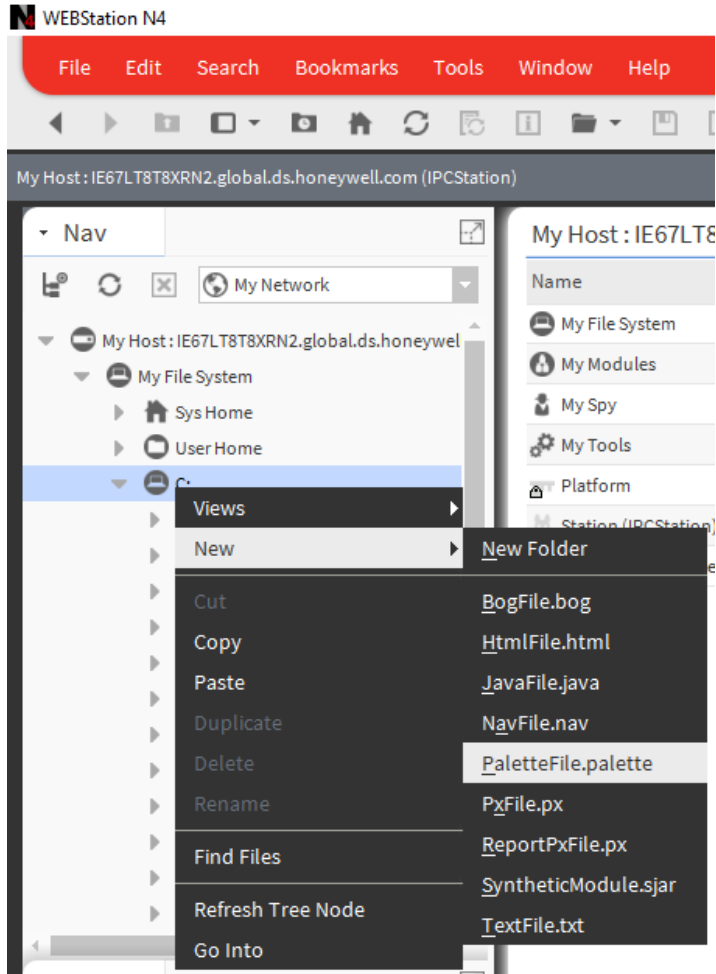 WEBStation N4
File Edit Search Bookmarks Tools Window Help
My Host : IE67LT8T8XRN2.global.ds.honeywell.com (IPCStation)
Nav
My Network
My Host : IE67LT8T8XRN2.global.ds.honeywel
My File System
Sys Home
User Home
C:
Views
New
Cut
Copy
Paste
Duplicate
Delete
Rename
Find Files
Refresh Tree Node
Go Into
New Folder
BogFile.bog
HtmlFile.html
JavaFile.java
NavFile.nav
PaletteFile.palette
PxFile.px
ReportPxFile.px
SyntheticModule.sjar
TextFile.txt
My Host : IE67LT8
Name
My File System
My Modules
My Spy
My Tools
Platform
Station (IPCStation)